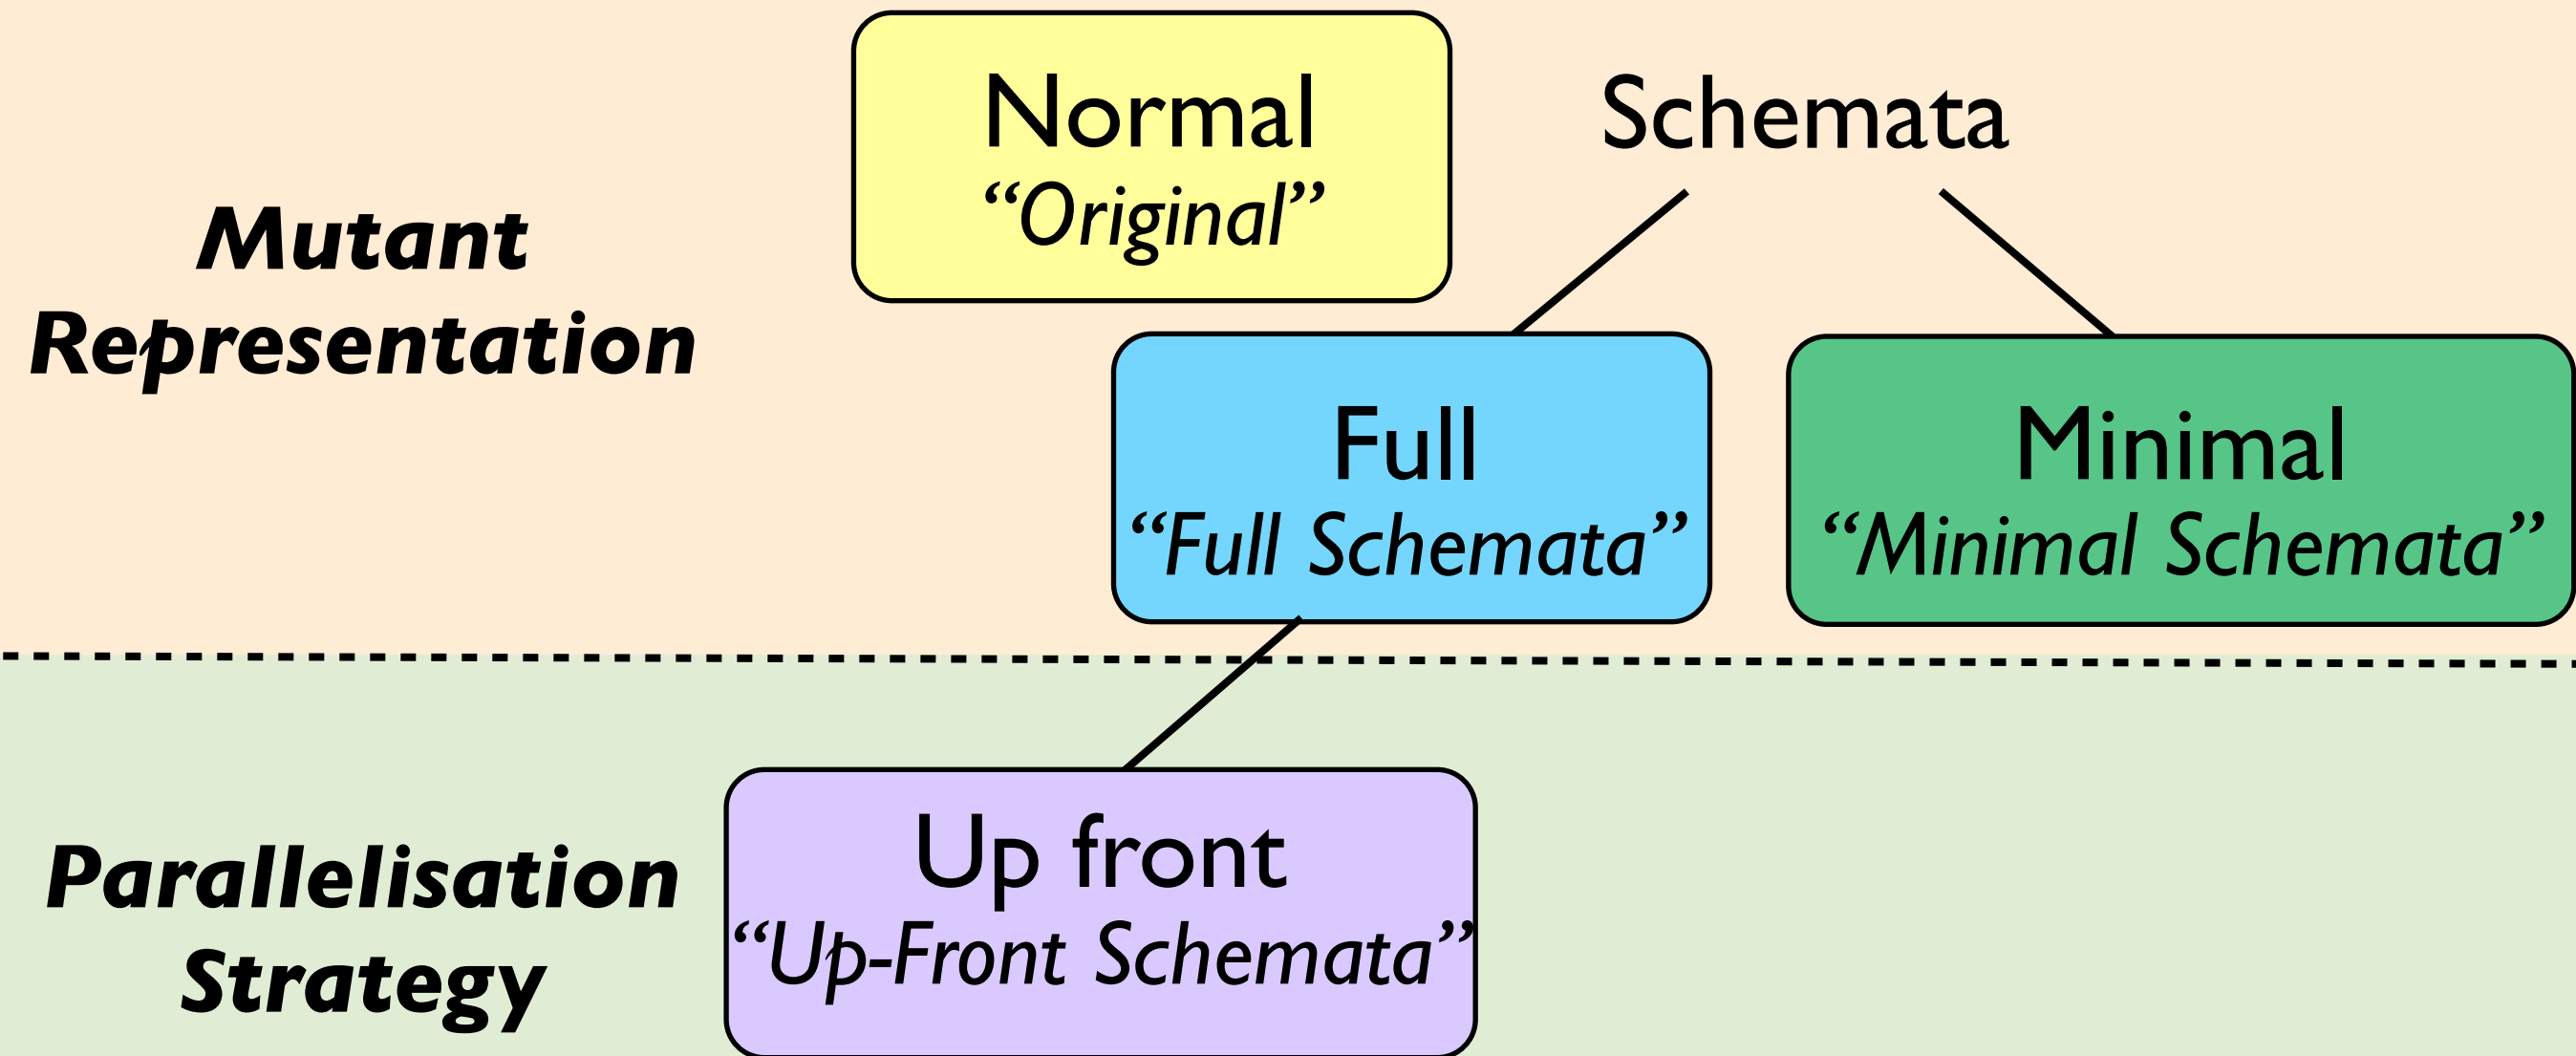 Mutant
Representation
Normal
“Original”
Schemata
Full
“Full Schemata”
Minimal
“Minimal Schemata”
Parallelisation
Strategy
Up front
“Up-Front Schemata”